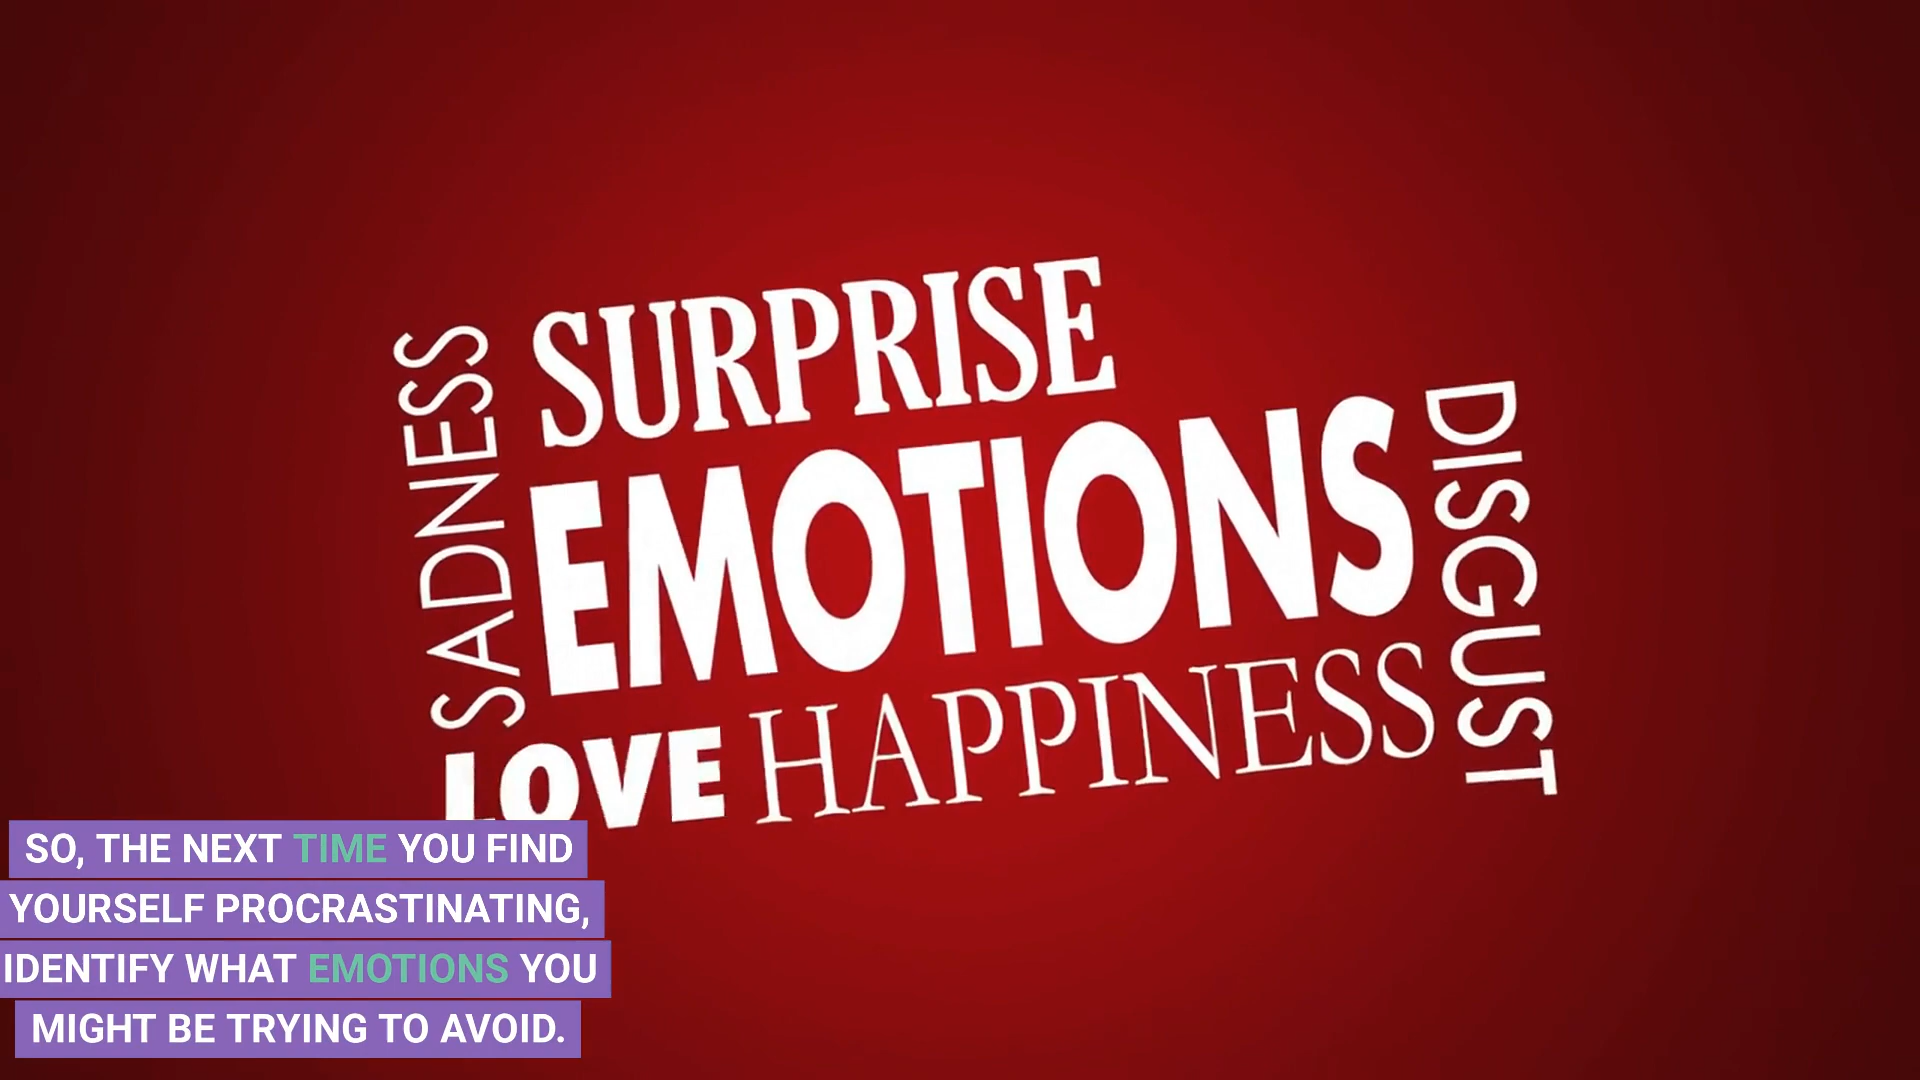 SADNESS
SURPRISE
EMOTIONS
DISGUST
LOVE HAPPINESS
SO, THE NEXT TIME YOU FIND
YOURSELF PROCRASTINATING,
IDENTIFY WHAT EMOTIONS YOU
MIGHT BE TRYING TO AVOID.